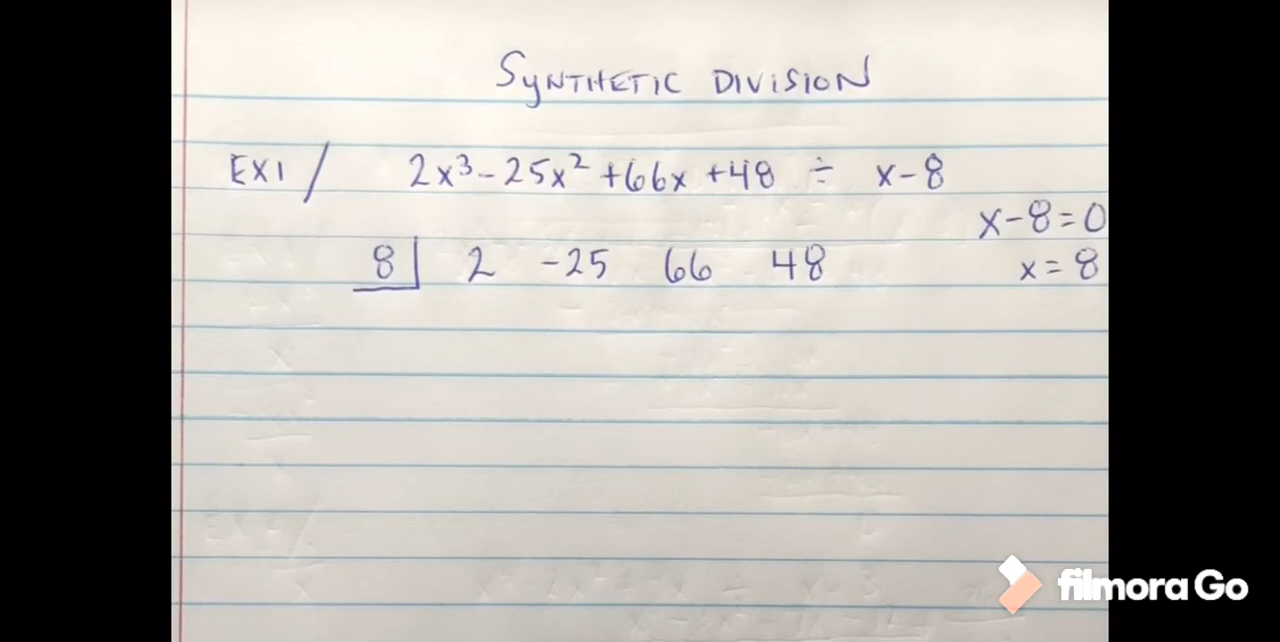 SYNTHETIC DIVISION
EX1 / 2x³ - 25x² + 66x + 48 ÷ x - 8
x - 8 = 0
8 2 -25 66 48 x = 8
filmora Go